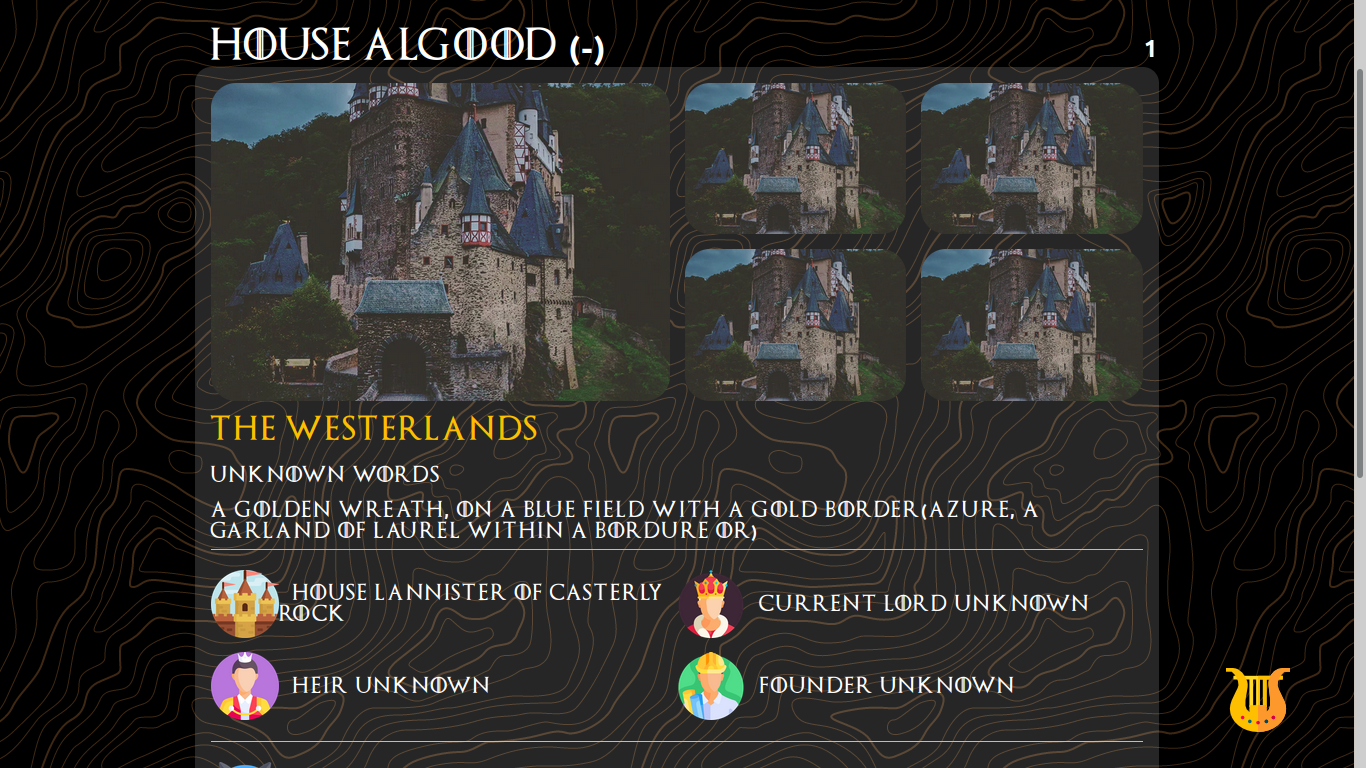 HOUSE ALGOOD (-)
1
THE WESTERLANDS
UNKNOWN WORDS
A GOLDEN WREATH, ON A BLUE FIELD WITH A GOLD BORDER(AZURE, A
GARLAND OF LAUREL WITHIN A BORDURE OR)
HOUSE LANNISTER OF CASTERLY
ROCK
CURRENT LORD UNKNOWN
HEIR UNKNOWN
FOUNDER UNKNOWN